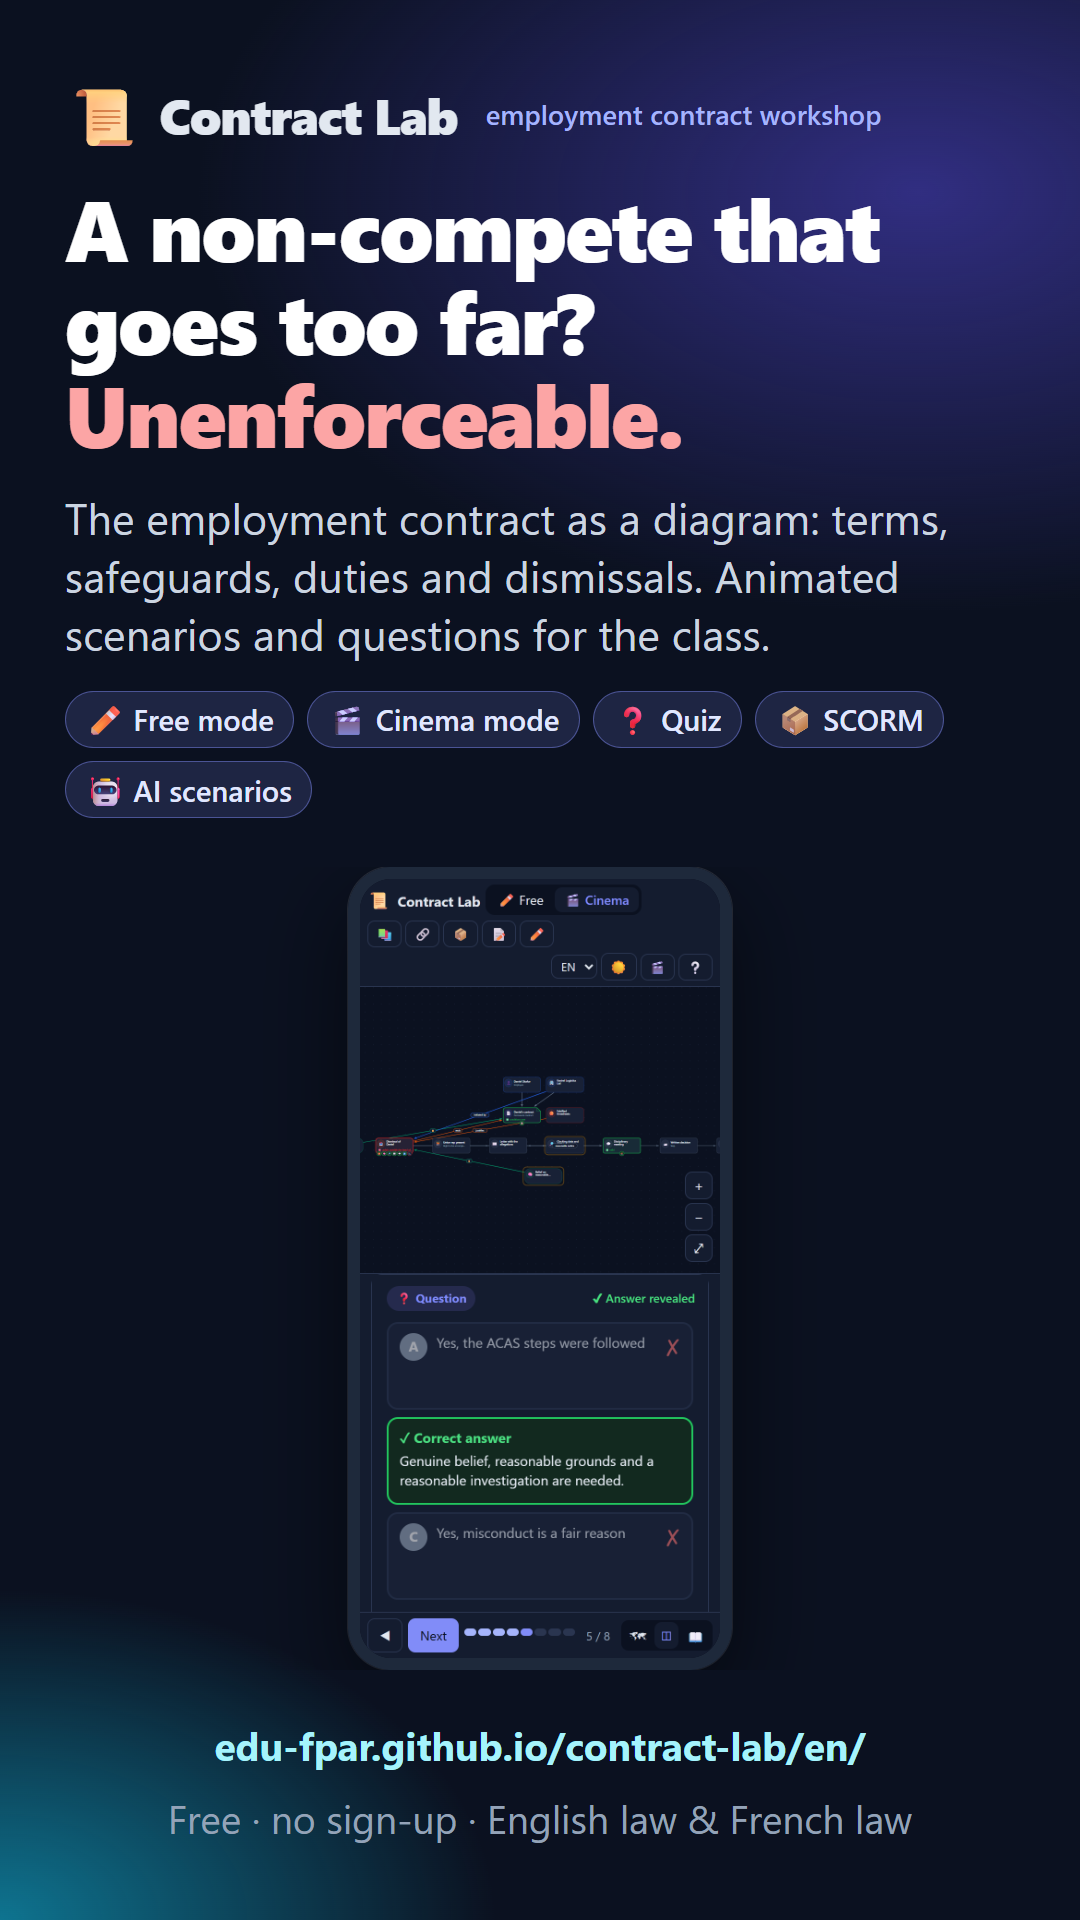 Contract Lab employment contract workshop
A non-compete that
goes too far?
Unenforceable.
The employment contract as a diagram: terms,
safeguards, duties and dismissals. Animated
scenarios and questions for the class.
Free mode Cinema mode Quiz SCORM
AI scenarios
Contract Lab Free Cinema
EN
Question ✓ Answer revealed
A Yes, the ACAS steps were followed ✗
✓ Correct answer
Genuine belief, reasonable grounds and a
reasonable investigation are needed.
C Yes, misconduct is a fair reason ✗
Next 5 / 8
edu-fpar.github.io/contract-lab/en/
Free · no sign-up · English law & French law